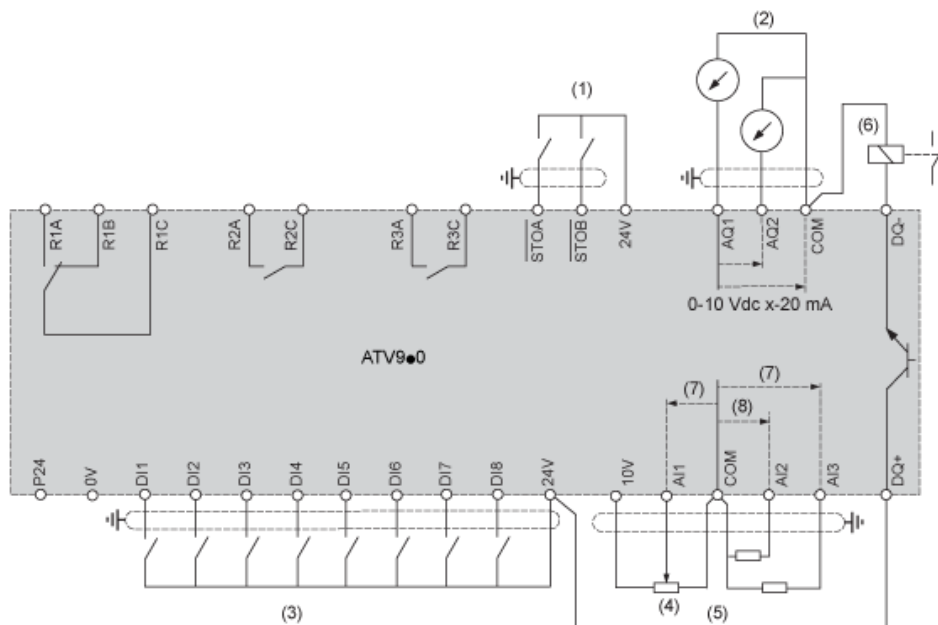 (2)
(1)
(6)
R1A
R1B
R1C
R2A
R2C
R3A
R3C
STOA
STOB
24V
AQ1
AQ2
COM
DQ-
0-10 Vdc x-20 mA
ATV9●0
(7)
(7)
(8)
P24
0V
DI1
DI2
DI3
DI4
DI5
DI6
DI7
DI8
24V
10V
AI1
COM
AI2
AI3
DQ+
(3)
(4)
(5)